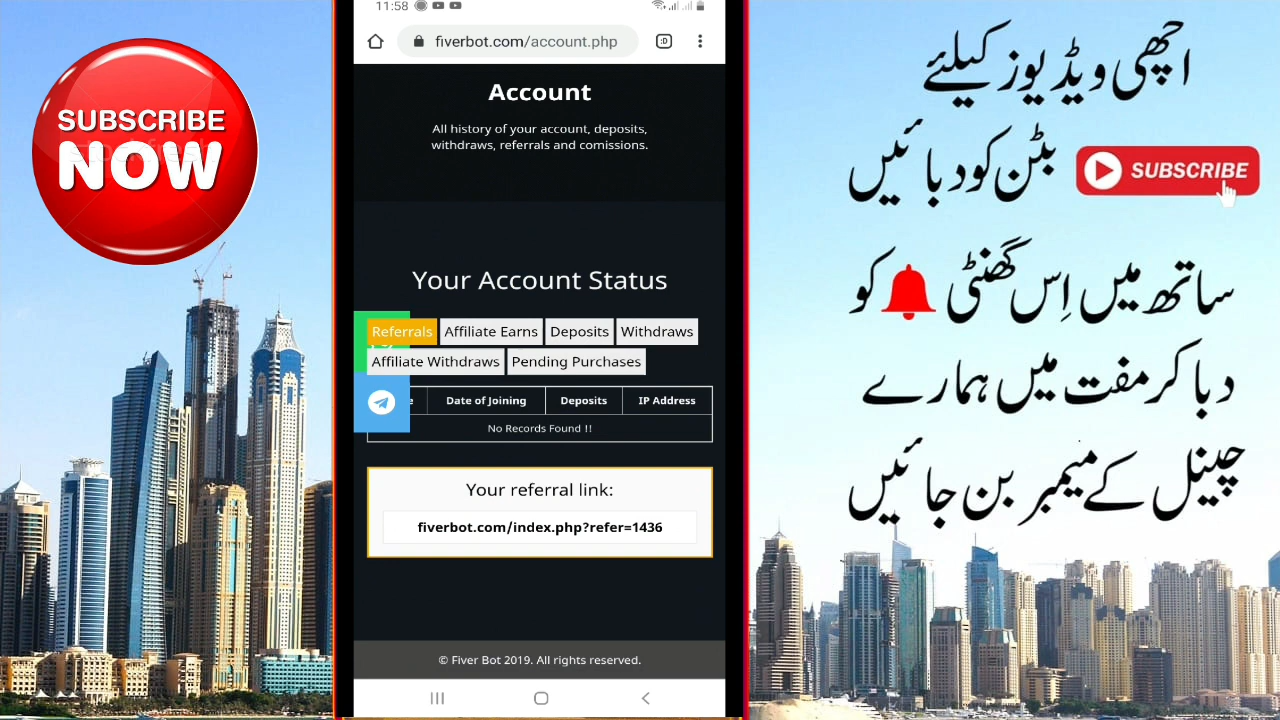 SUBSCRIBE
NOW
11:58
fiverbot.com/account.php
:D
Account
All history of your account, deposits,
withdraws, referrals and comissions.
Your Account Status
Referrals Affiliate Earns Deposits Withdraws
Affiliate Withdraws Pending Purchases
Date of Joining Deposits IP Address
No Records Found !!
Your referral link:
fiverbot.com/index.php?refer=1436
© Fiver Bot 2019. All rights reserved.
اچھی ویڈیوز کیلئے
SUBSCRIBE بٹن کو دبائیں
ساتھ میں اِس گھنٹی کو
دبا کر مفت میں ہمارے
چینل کے میمبر بن جائیں